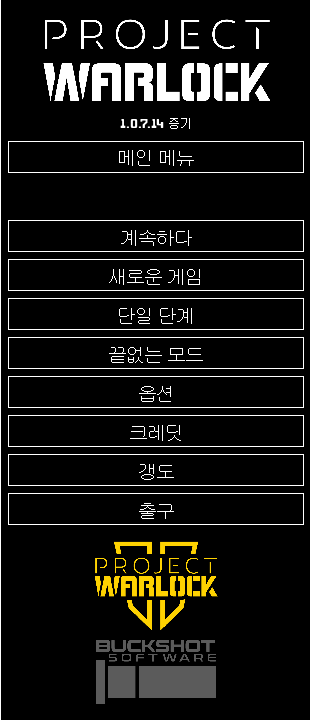 PROJECT
WARLOCK
1.0.7.14 증기
메인 메뉴
계속하다
새로운 게임
단일 단계
끝없는 모드
옵션
크레딧
갱도
출구
PROJECT
WARLOCK
BUCKSHOT
SOFTWARE